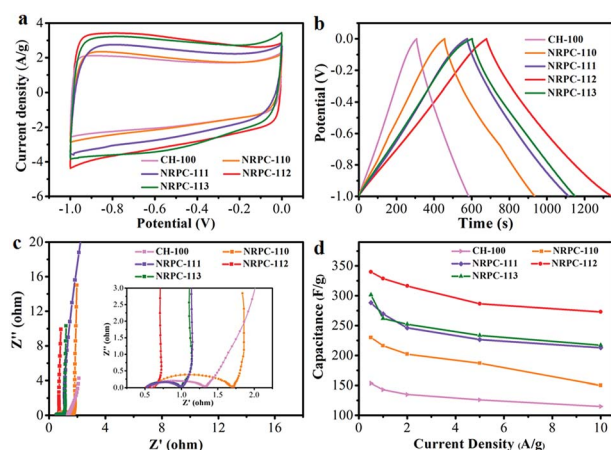 a
Current density (A/g)
6
4
2
0
2
-4
-6
-1.0 -0.8 -0.6 -0.4 -0.2 0.0
Potential (V)
CH-100 NRPC-110
NRPC-111 NRPC-112
NRPC-113
b
Potential (V)
0.0
-0.2
-0.4
-0.6
-0.8
-1.0
0 200 400 600 800 1000 1200
Time (s)
CH-100
NRPC-110
NRPC-111
NRPC-112
NRPC-113
c
Z'' (ohm)
20
16
12
8
4
0
0 4 8 12 16
Z' (ohm)
CH-100 NRPC-110
NRPC-111 NRPC-112
NRPC-113
Z'' (ohm)
3.0
2.5
2.0
1.5
1.0
0.5
0.0
0.5 1.0 1.5 2.0
Z' (ohm)
d
Capacitance (F/g)
400
350
300
250
200
150
100
0 2 4 6 8 10
Current Density (A/g)
CH-100 NRPC-110
NRPC-111 NRPC-112
NRPC-113